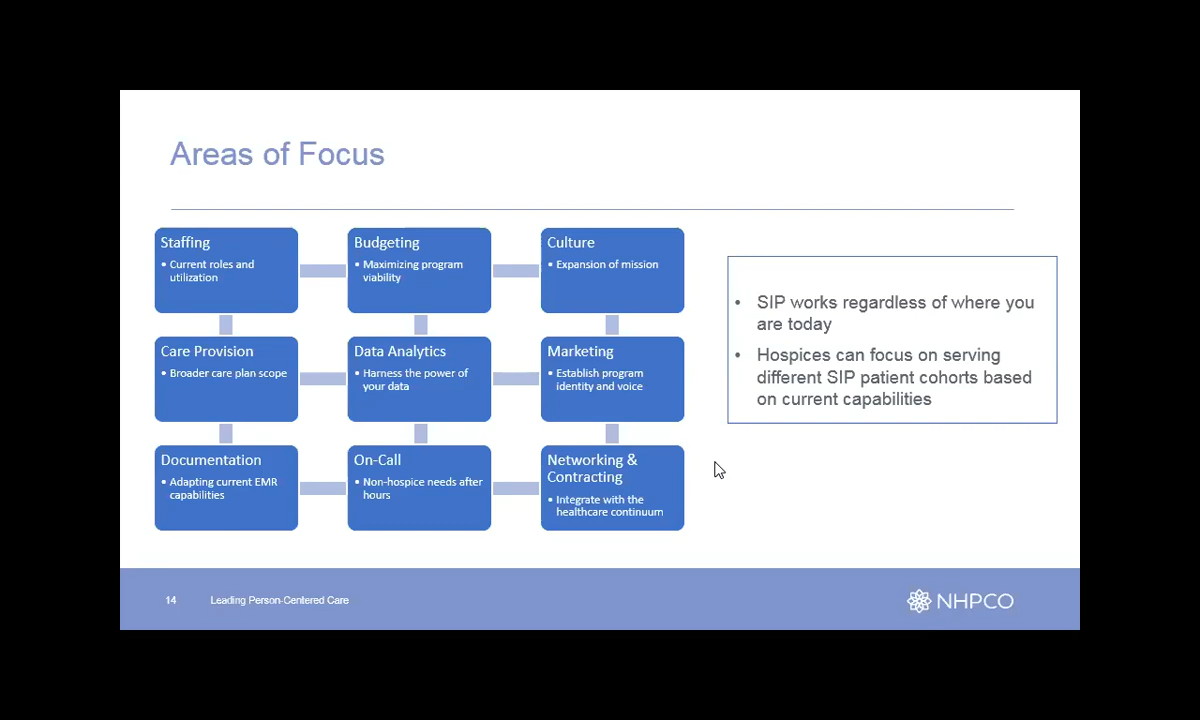 Areas of Focus
Staffing
• Current roles and
utilization
Budgeting
• Maximizing program
viability
Culture
• Expansion of mission
Care Provision
• Broader care plan scope
Data Analytics
• Harness the power of
your data
Marketing
• Establish program
identity and voice
Documentation
• Adapting current EMR
capabilities
On-Call
• Non-hospice needs after
hours
Networking &
Contracting
• Integrate with the
healthcare continuum
• SIP works regardless of where you
are today
• Hospices can focus on serving
different SIP patient cohorts based
on current capabilities
14
Leading Person-Centered Care
NHPCO